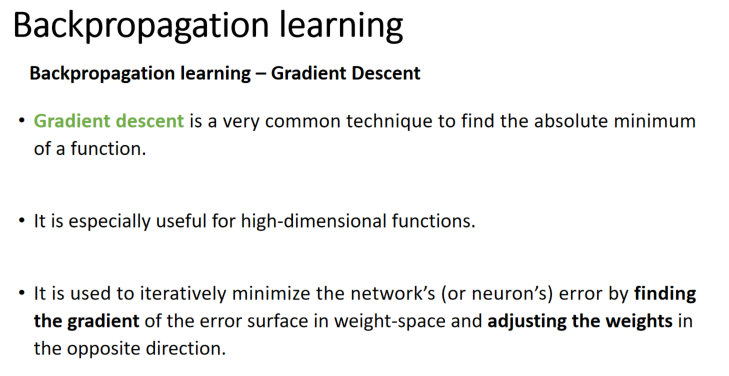 Backpropagation learning
Backpropagation learning – Gradient Descent
• Gradient descent is a very common technique to find the absolute minimum
of a function.
• It is especially useful for high-dimensional functions.
• It is used to iteratively minimize the network’s (or neuron’s) error by finding
the gradient of the error surface in weight-space and adjusting the weights in
the opposite direction.